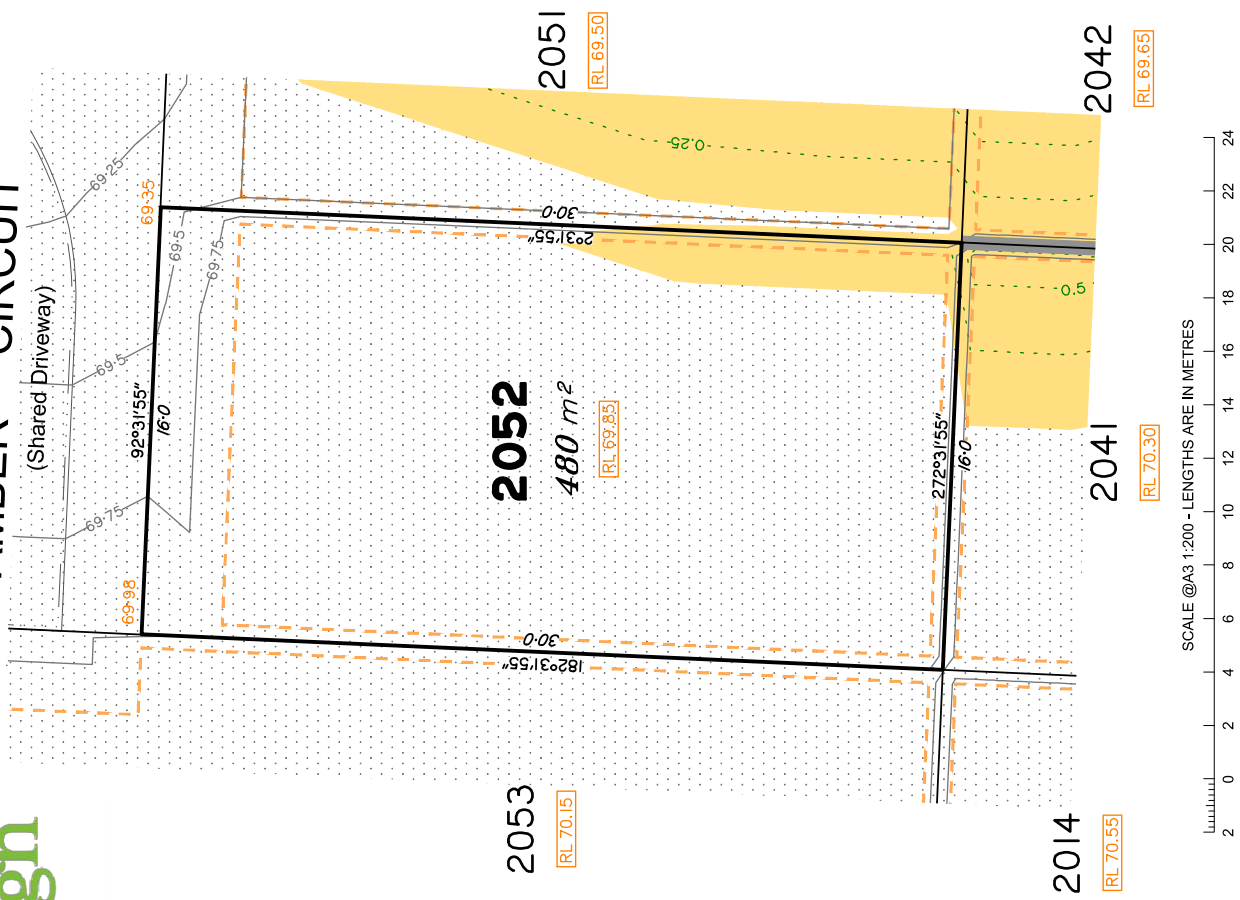 CIRCUIT
(Shared Driveway)
69·25
69·5
69·75
69·35
69·5
69·75
69·98
92°31'55"
16·0
2°31'55"
30·0
182°31'55"
30·0
272°31'55"
16·0
2052
480 m²
RL 69.85
2051
RL 69.50
2042
RL 69.65
2041
RL 70.30
2053
RL 70.15
2014
RL 70.55
0.25
0.5
SCALE @A3 1:200 - LENGTHS ARE IN METRES
2 0 2 4 6 8 10 12 14 16 18 20 22 24
gn